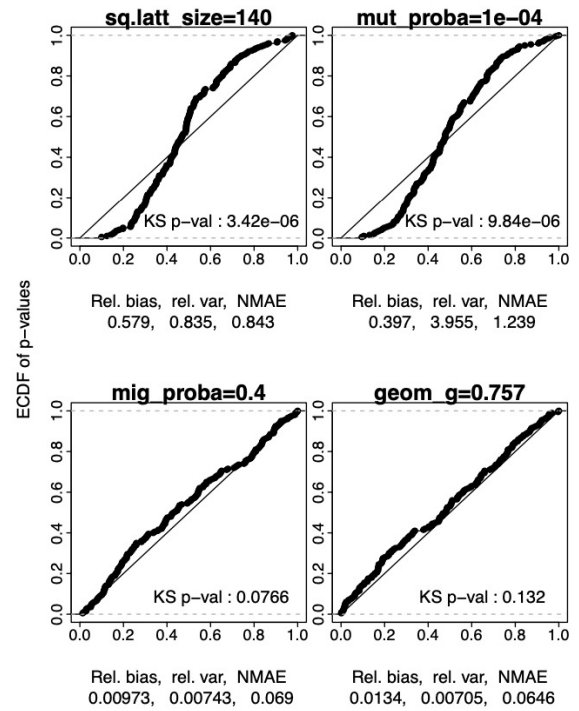 sq.latt_size=140
mut_proba=1e-04
1.0
0.8
0.6
0.4
0.2
0.0
KS p-val : 3.42e-06
KS p-val : 9.84e-06
0.0 0.2 0.4 0.6 0.8 1.0
0.0 0.2 0.4 0.6 0.8 1.0
Rel. bias, rel. var, NMAE
0.579, 0.835, 0.843
Rel. bias, rel. var, NMAE
0.397, 3.955, 1.239
ECDF of p-values
mig_proba=0.4
geom_g=0.757
1.0
0.8
0.6
0.4
0.2
0.0
KS p-val : 0.0766
KS p-val : 0.132
0.0 0.2 0.4 0.6 0.8 1.0
0.0 0.2 0.4 0.6 0.8 1.0
Rel. bias, rel. var, NMAE
0.00973, 0.00743, 0.069
Rel. bias, rel. var, NMAE
0.0134, 0.00705, 0.0646